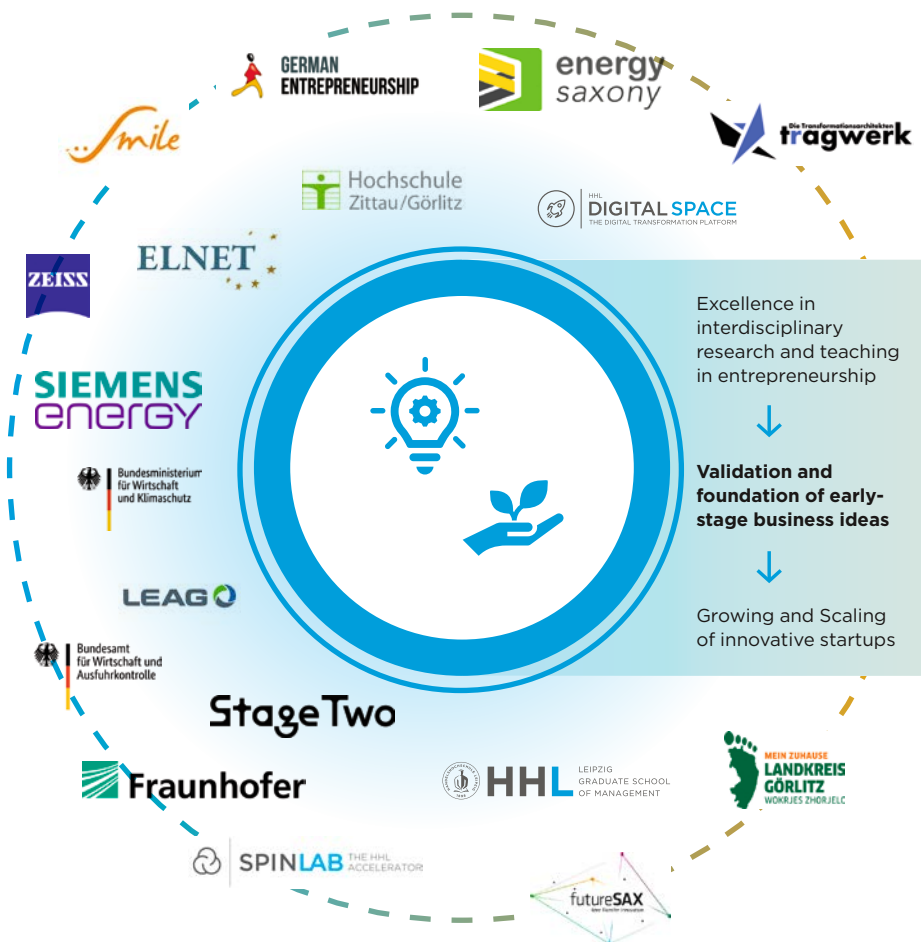 GERMAN
ENTREPRENEURSHIP
energy
saxony
...Smile
Die Transformationsarchitekten
tragwerk
Hochschule
Zittau/Görlitz
HHL
DIGITAL SPACE
THE DIGITAL TRANSFORMATION PLATFORM
ELNET
ZEISS
Excellence in
interdisciplinary
research and teaching
in entrepreneurship
SIEMENS
energy
Validation and
foundation of early-
stage business ideas
Bundesministerium
für Wirtschaft
und Klimaschutz
LEAG
Growing and Scaling
of innovative startups
Bundesamt
für Wirtschaft und
Ausfuhrkontrolle
StageTwo
Fraunhofer
HHL
LEIPZIG
GRADUATE SCHOOL
OF MANAGEMENT
MEIN ZUHAUSE
LANDKREIS
GÖRLITZ
WOKRJES ZHORJELC
SPINLAB
THE HHL
ACCELERATOR
futureSAX